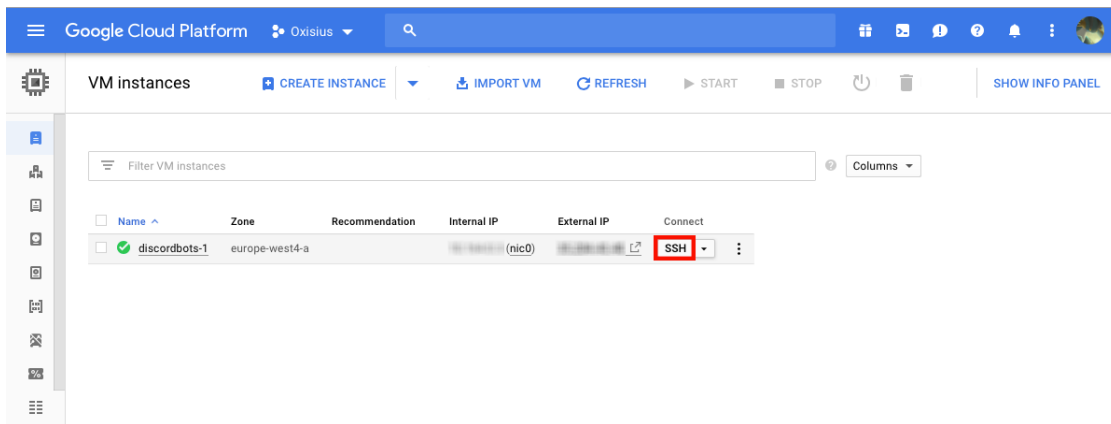 Google Cloud Platform Oxisius
VM instances CREATE INSTANCE IMPORT VM REFRESH START STOP SHOW INFO PANEL
Filter VM instances Columns
Name Zone Recommendation Internal IP External IP Connect
discordbots-1 europe-west4-a (nic0) SSH